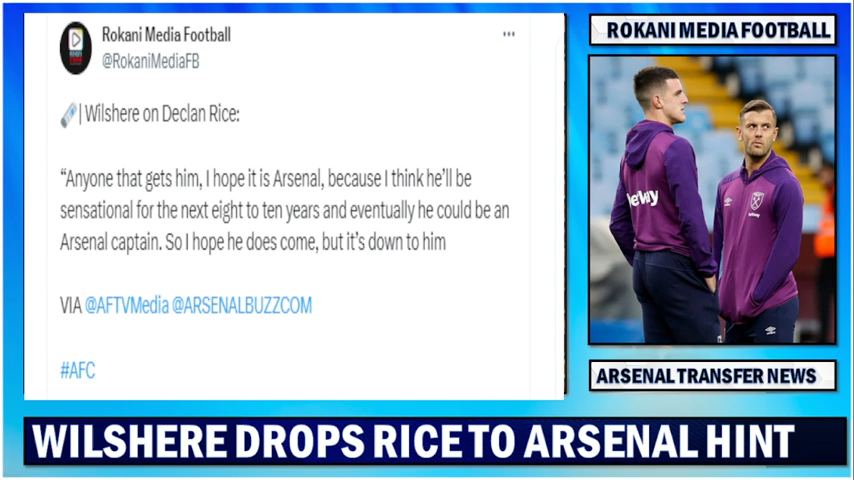 Rokani Media Football
@RokaniMediaFB
| Wilshere on Declan Rice:
“Anyone that gets him, I hope it is Arsenal, because I think he’ll be
sensational for the next eight to ten years and eventually he could be an
Arsenal captain. So I hope he does come, but it’s down to him
VIA @AFTVMedia @ARSENALBUZZCOM
#AFC
ROKANI MEDIA FOOTBALL
betway
betway
ARSENAL TRANSFER NEWS
WILSHERE DROPS RICE TO ARSENAL HINT